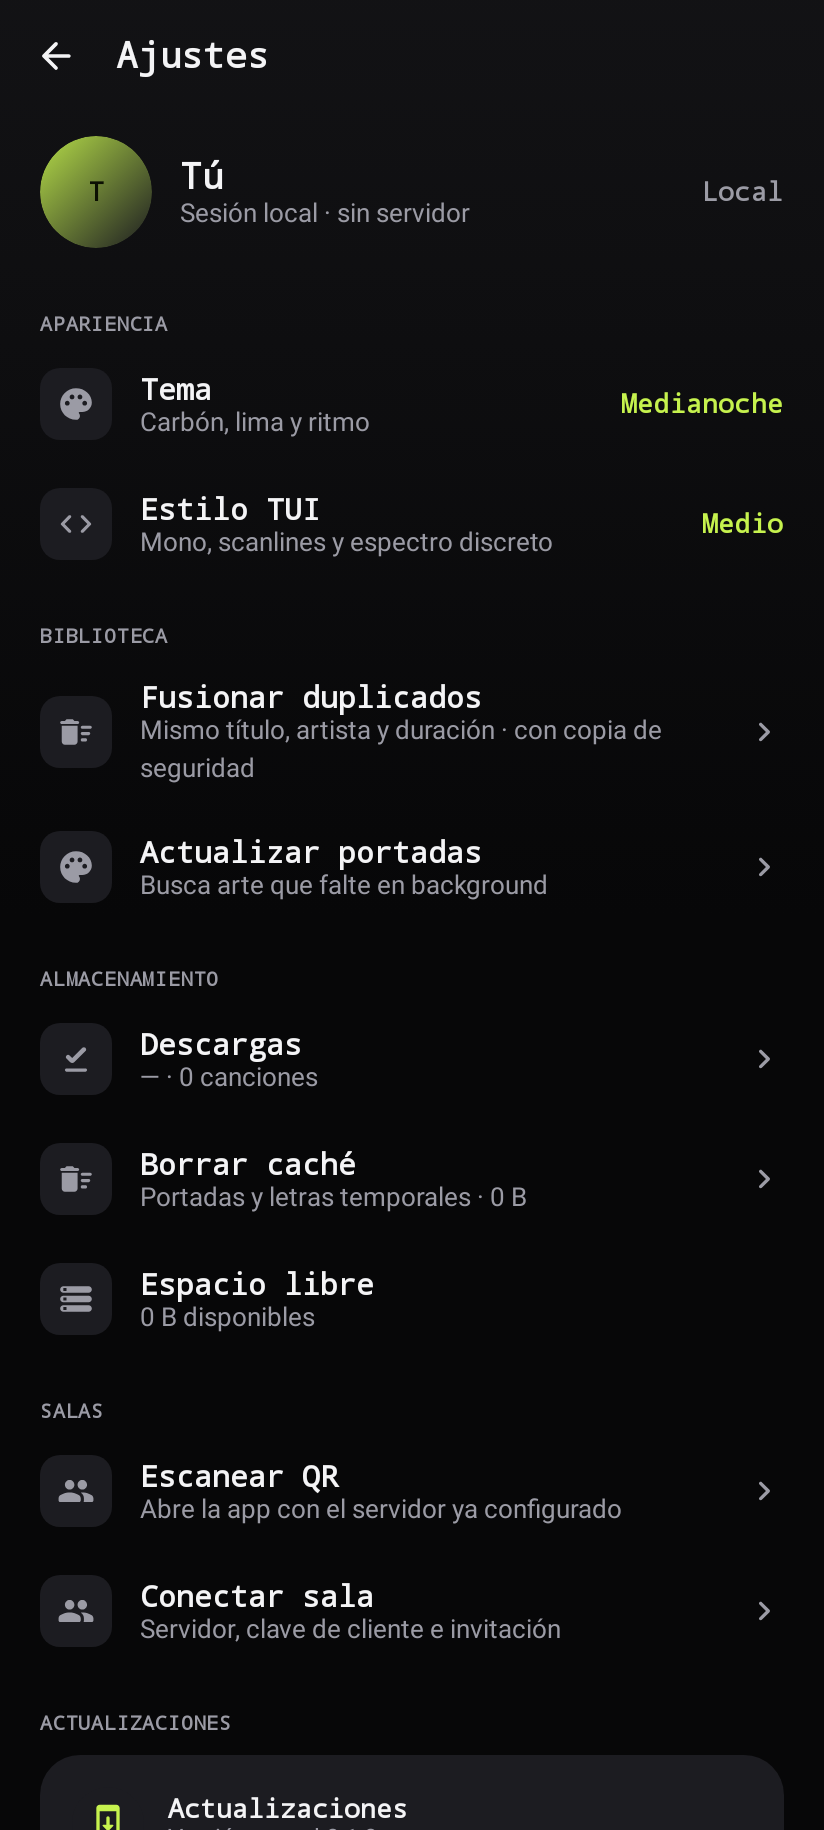 Ajustes
T
Tú
Sesión local · sin servidor
Local
APARIENCIA
Tema
Carbón, lima y ritmo
Medianoche
Estilo TUI
Mono, scanlines y espectro discreto
Medio
BIBLIOTECA
Fusionar duplicados
Mismo título, artista y duración · con copia de
seguridad
Actualizar portadas
Busca arte que falte en background
ALMACENAMIENTO
Descargas
— · 0 canciones
Borrar caché
Portadas y letras temporales · 0 B
Espacio libre
0 B disponibles
SALAS
Escanear QR
Abre la app con el servidor ya configurado
Conectar sala
Servidor, clave de cliente e invitación
ACTUALIZACIONES
Actualizaciones